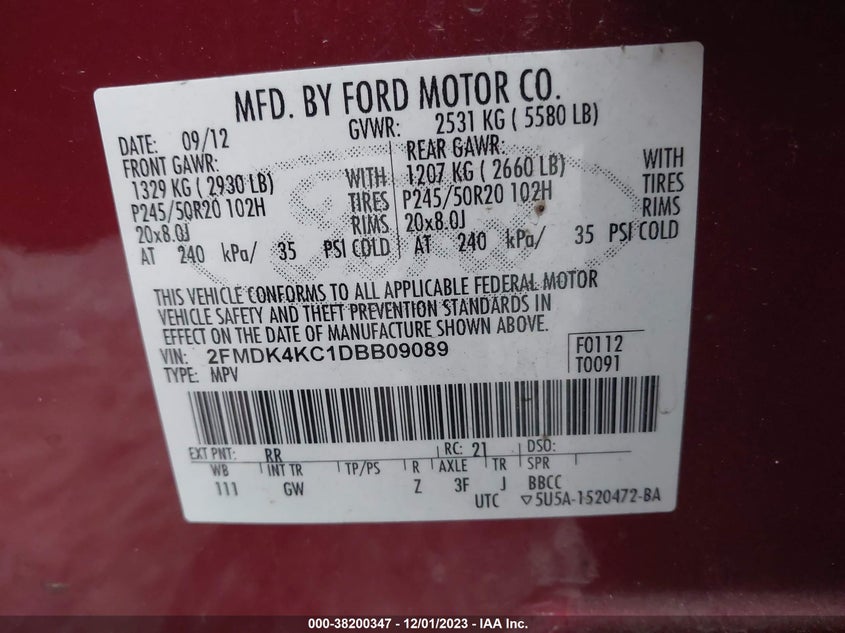 MFD. BY FORD MOTOR CO.
DATE: 09/12 GVWR: 2531 KG ( 5580 LB)
FRONT GAWR: REAR GAWR:
1329 KG ( 2930 LB) WITH 1207 KG ( 2660 LB) WITH
P245/50R20 102H TIRES P245/50R20 102H TIRES
20x8.0J RIMS 20x8.0J RIMS
AT 240 kPa/ 35 PSI COLD AT 240 kPa/ 35 PSI COLD
THIS VEHICLE CONFORMS TO ALL APPLICABLE FEDERAL MOTOR
VEHICLE SAFETY AND THEFT PREVENTION STANDARDS IN
EFFECT ON THE DATE OF MANUFACTURE SHOWN ABOVE.
VIN: 2FMDK4KC1DBB09089 F0112
TYPE: MPV T0091
EXT PNT: RR RC: 21 DSO:
WB INT TR TP/PS R AXLE TR SPR
111 GW Z 3F J BBCC
UTC ▽5U5A-1520472-BA
000-38200347 - 12/01/2023 - IAA Inc.